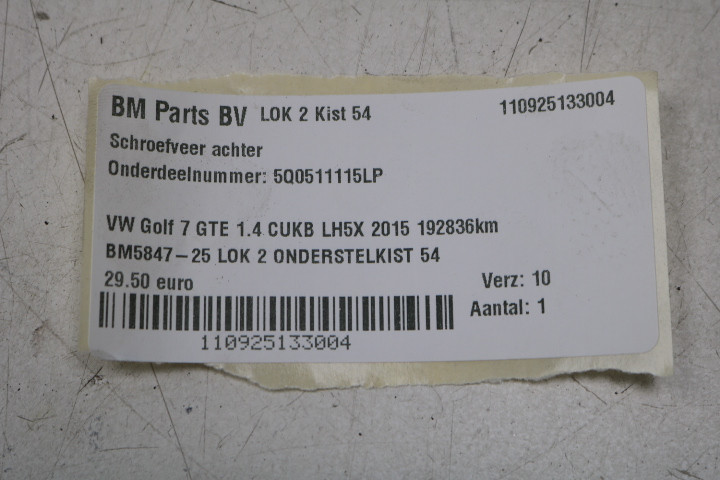 BM Parts BV LOK 2 Kist 54 110925133004
Schroefveer achter
Onderdeelnummer: 5Q0511115LP
VW Golf 7 GTE 1.4 CUKB LH5X 2015 192836km
BM5847-25 LOK 2 ONDERSTELKIST 54
29.50 euro Verz: 10
Aantal: 1
110925133004